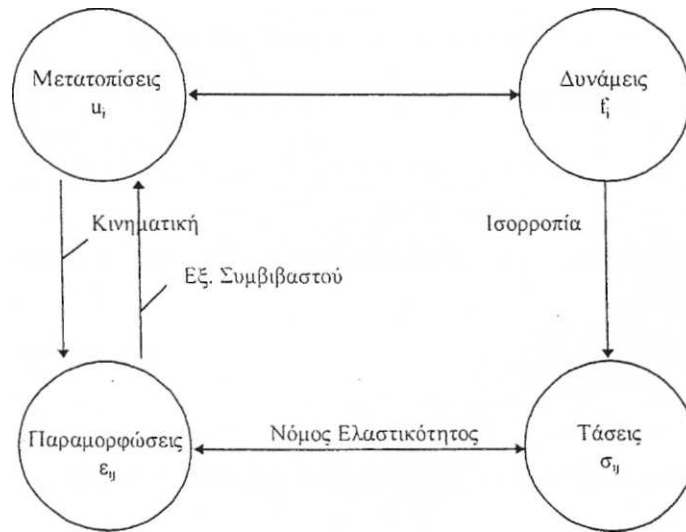 Μετατοπίσεις
u_i
Δυνάμεις
f_i
Κινηματική
Ισορροπία
Εξ. Συμβιβαστού
Παραμορφώσεις
ε_ij
Νόμος Ελαστικότητος
Τάσεις
σ_ij